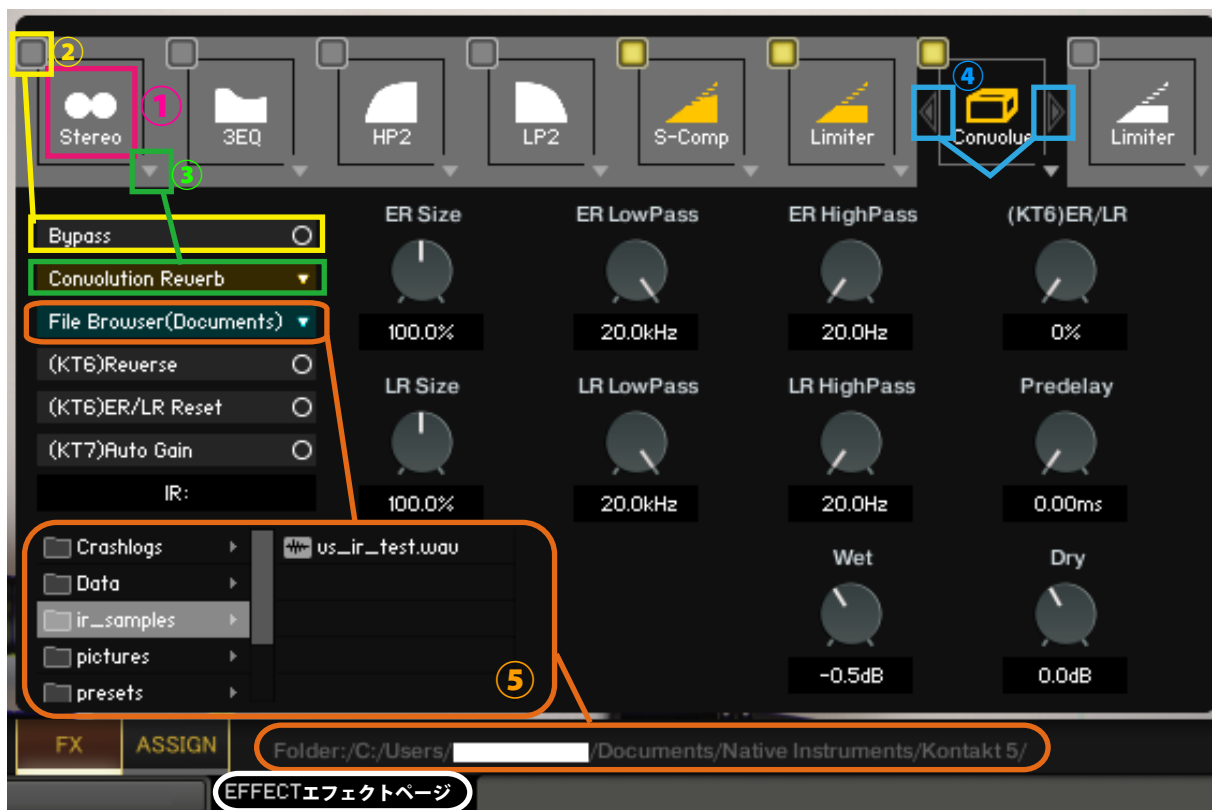 ②
①
③
④
Stereo
3EQ
HP2
LP2
S-Comp
Limiter
Convolue
Limiter
Bypass
Convolution Reverb
File Browser(Documents)
(KT6)Reverse
(KT6)ER/LR Reset
(KT7)Auto Gain
IR:
ER Size
ER LowPass
ER HighPass
(KT6)ER/LR
100.0%
20.0kHz
20.0Hz
0%
LR Size
LR LowPass
LR HighPass
Predelay
100.0%
20.0kHz
20.0Hz
0.00ms
Wet
Dry
-0.5dB
0.0dB
Crashlogs
Data
ir_samples
pictures
presets
us_ir_test.wav
⑤
FX
ASSIGN
Folder:/C:/Users/ /Documents/Native Instruments/Kontakt 5/
EFFECTエフェクトページ